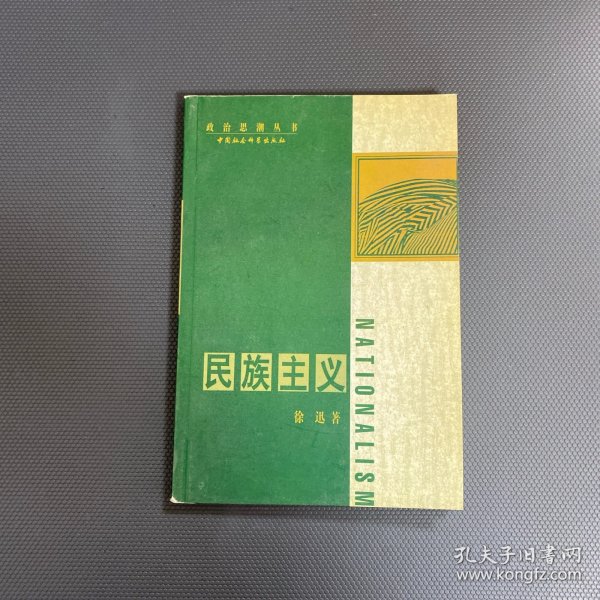 政治思潮丛书
中国社会科学出版社
民族主义
徐迅著
NATIONALISM
孔夫子旧书网
www.kongfz.com